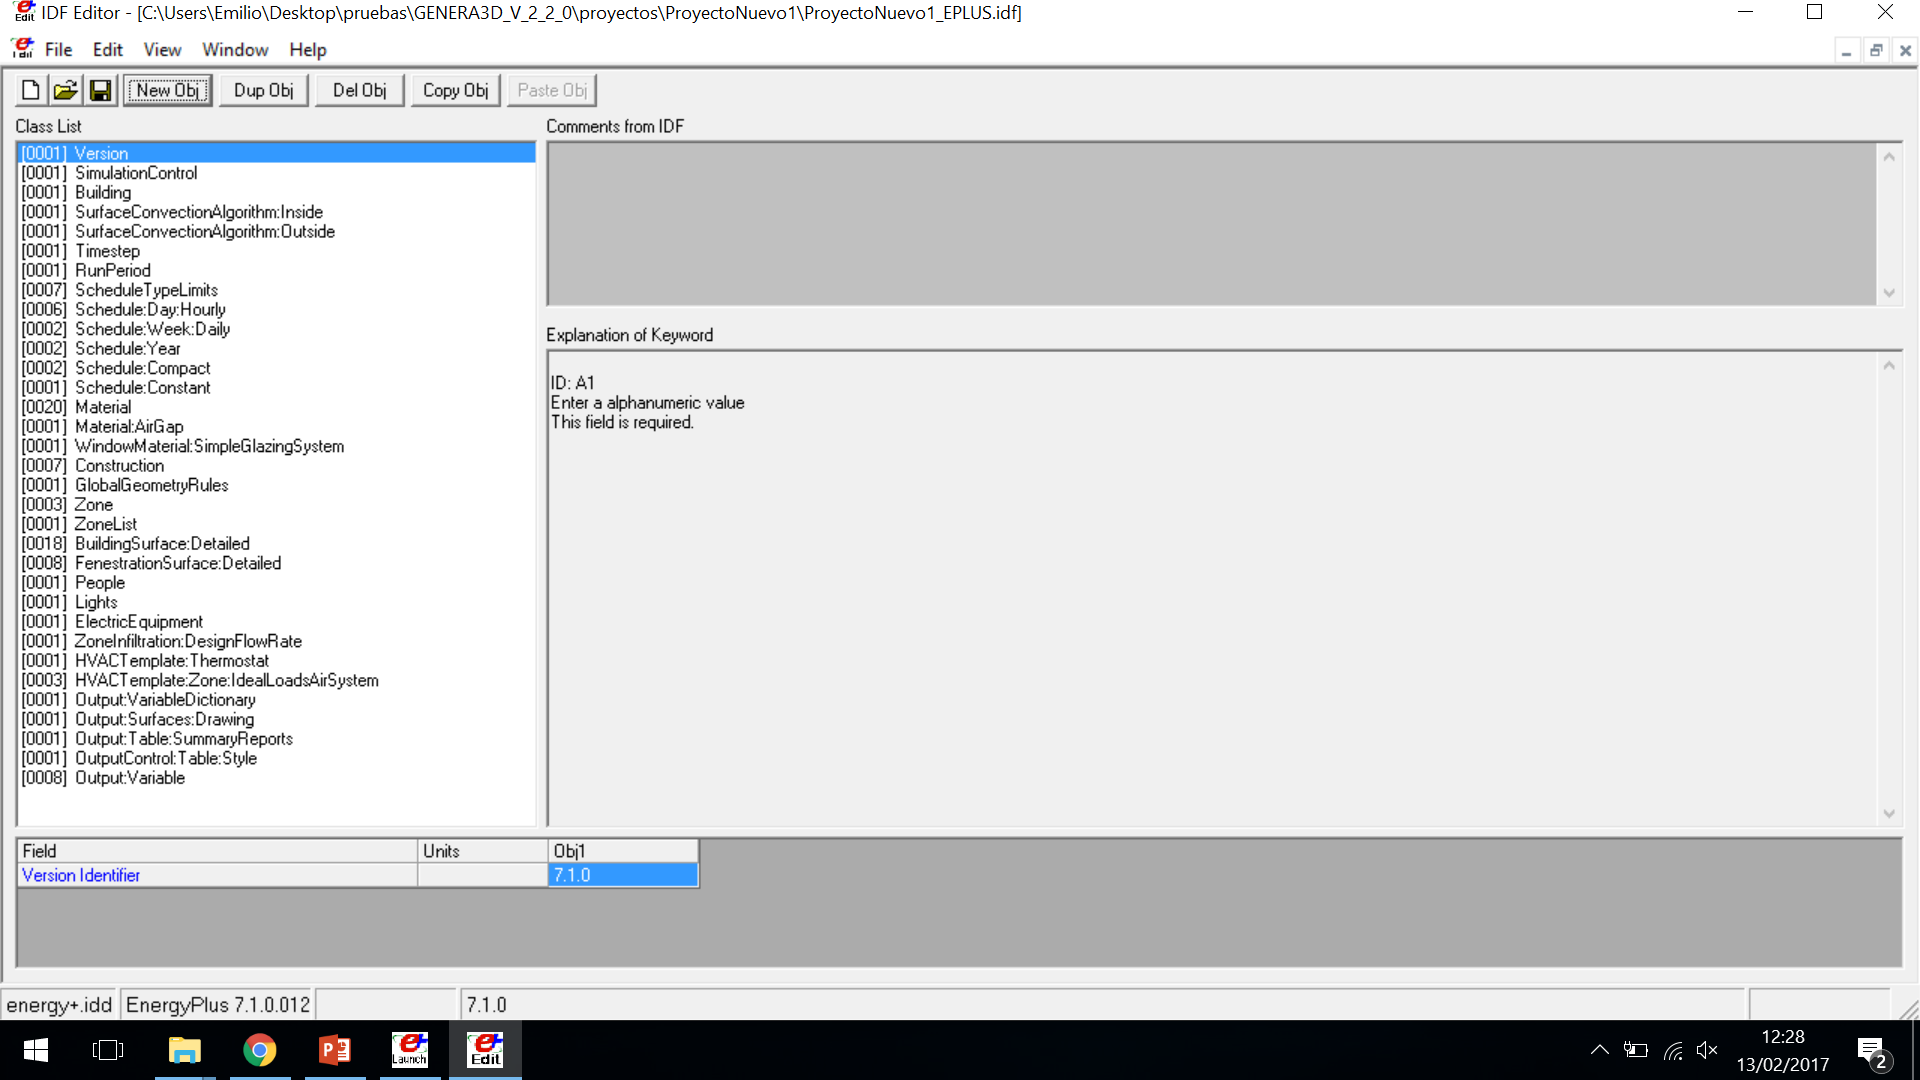 IDF Editor - [C:\Users\Emilio\Desktop\pruebas\GENERA3D_V_2_2_0\proyectos\ProyectoNuevo1\ProyectoNuevo1_EPLUS.idf]
File Edit View Window Help
New Obj Dup Obj Del Obj Copy Obj Paste Obj
Class List
Comments from IDF
[0001] Version
[0001] SimulationControl
[0001] Building
[0001] SurfaceConvectionAlgorithm:Inside
[0001] SurfaceConvectionAlgorithm:Outside
[0001] Timestep
[0001] RunPeriod
[0007] ScheduleTypeLimits
[0006] Schedule:Day:Hourly
[0002] Schedule:Week:Daily
[0002] Schedule:Year
[0002] Schedule:Compact
[0001] Schedule:Constant
[0020] Material
[0001] Material:AirGap
[0001] WindowMaterial:SimpleGlazingSystem
[0007] Construction
[0001] GlobalGeometryRules
[0003] Zone
[0001] ZoneList
[0018] BuildingSurface:Detailed
[0008] FenestrationSurface:Detailed
[0001] People
[0001] Lights
[0001] ElectricEquipment
[0001] ZoneInfiltration:DesignFlowRate
[0001] HVACTemplate:Thermostat
[0003] HVACTemplate:Zone:IdealLoadsAirSystem
[0001] Output:VariableDictionary
[0001] Output:Surfaces:Drawing
[0001] Output:Table:SummaryReports
[0001] OutputControl:Table:Style
[0008] Output:Variable
Explanation of Keyword
ID: A1
Enter a alphanumeric value
This field is required.
Field Units Obj1
Version Identifier 7.1.0
energy+.idd EnergyPlus 7.1.0.012 7.1.0
e+ Launch
e+ Edit
12:28
13/02/2017
2